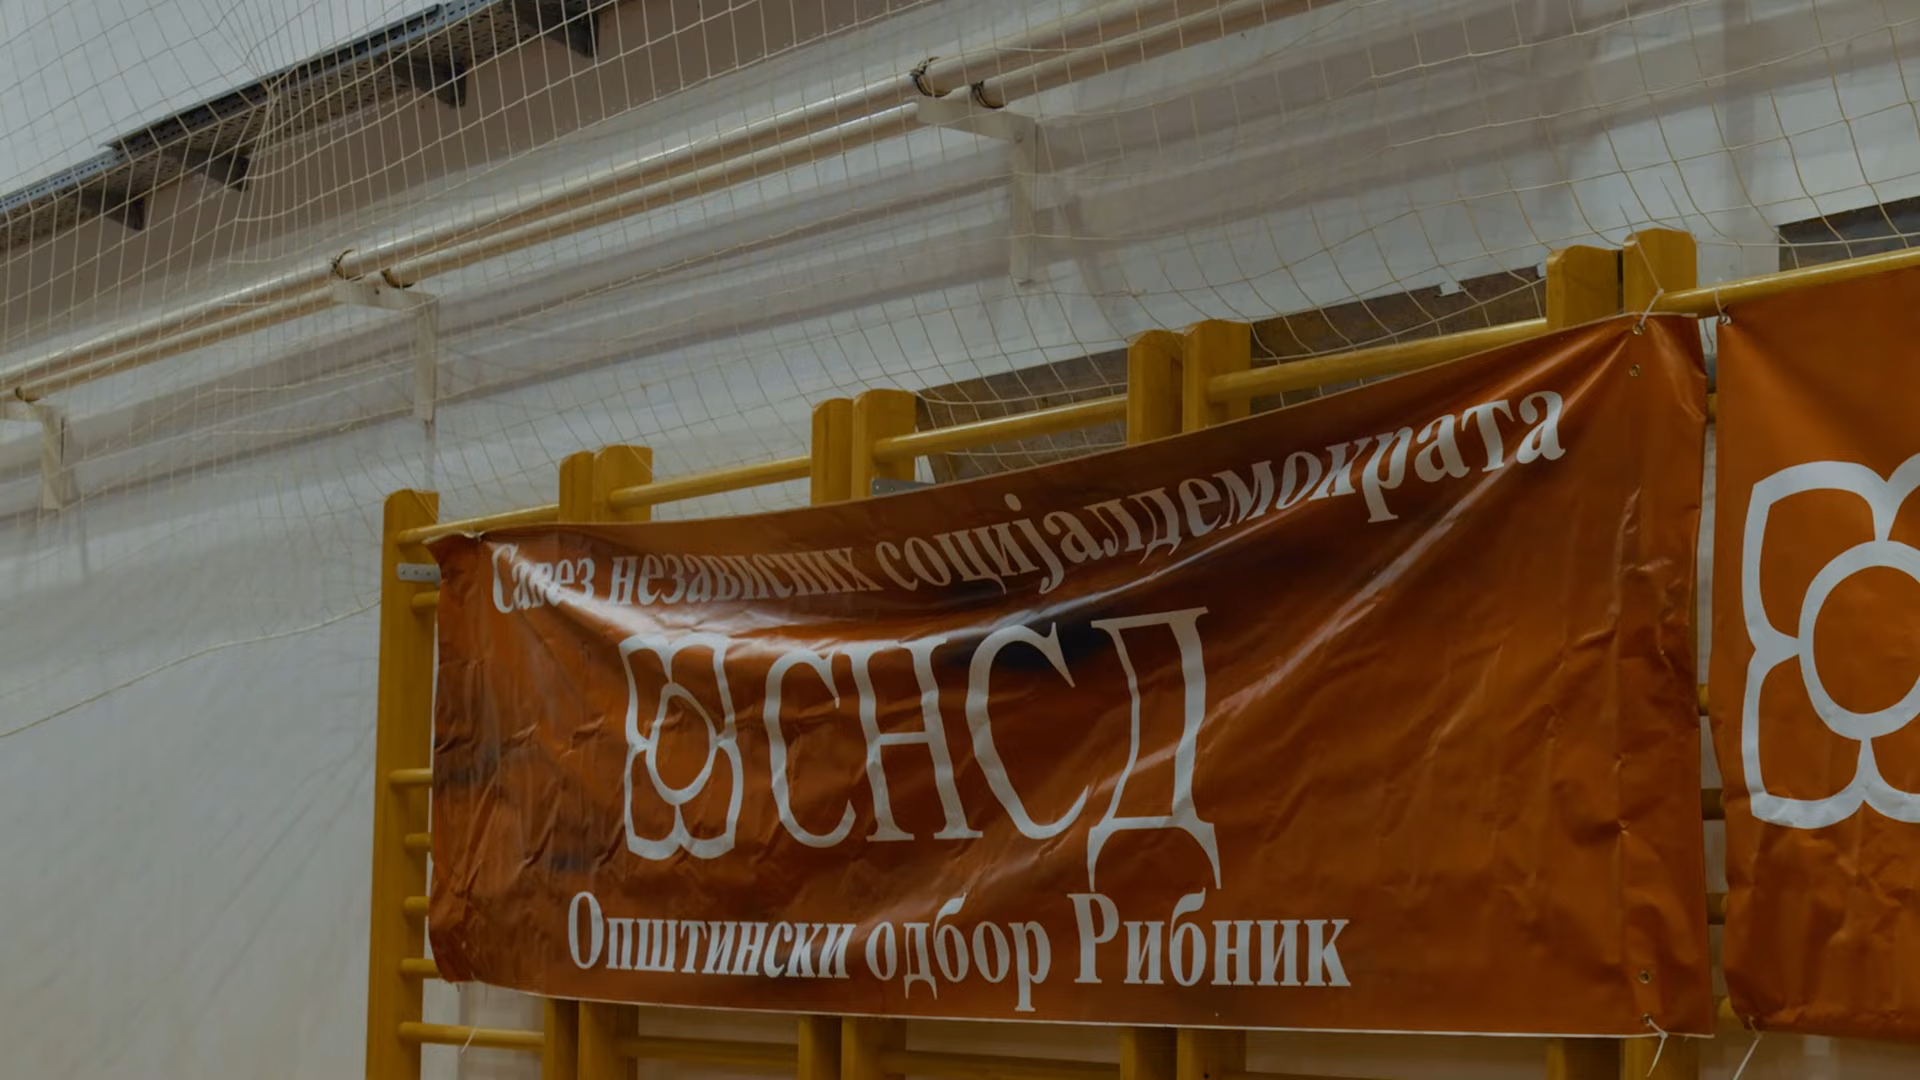 Савез независних социјалдемократа
СНСД
Општински одбор Рибник